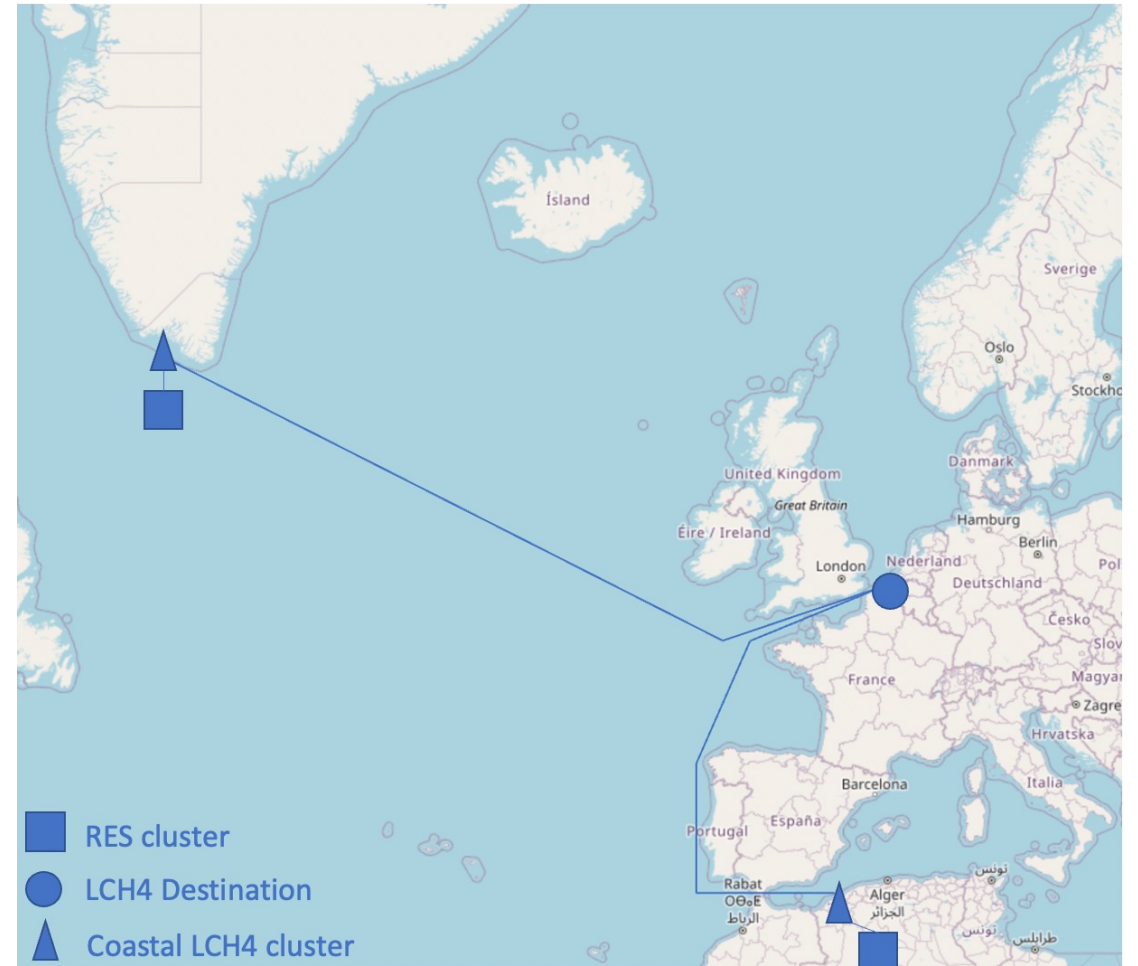 Ísland
Sverige
Oslo
Stockho
Danmark
United Kingdom
Great Britain
Hamburg
Éire / Ireland
Berlin
Nederland
London
Pol
Deutschland
Česko
Slov
France
Magyar
Zagre
Hrvatska
Barcelona
Italia
España
Portugal
RES cluster
تونس
Rabat
Alger
LCH4 Destination
ⵔⴱⴰⵟ
الجزائر
الرباط
تونس
طرابلس
Coastal LCH4 cluster